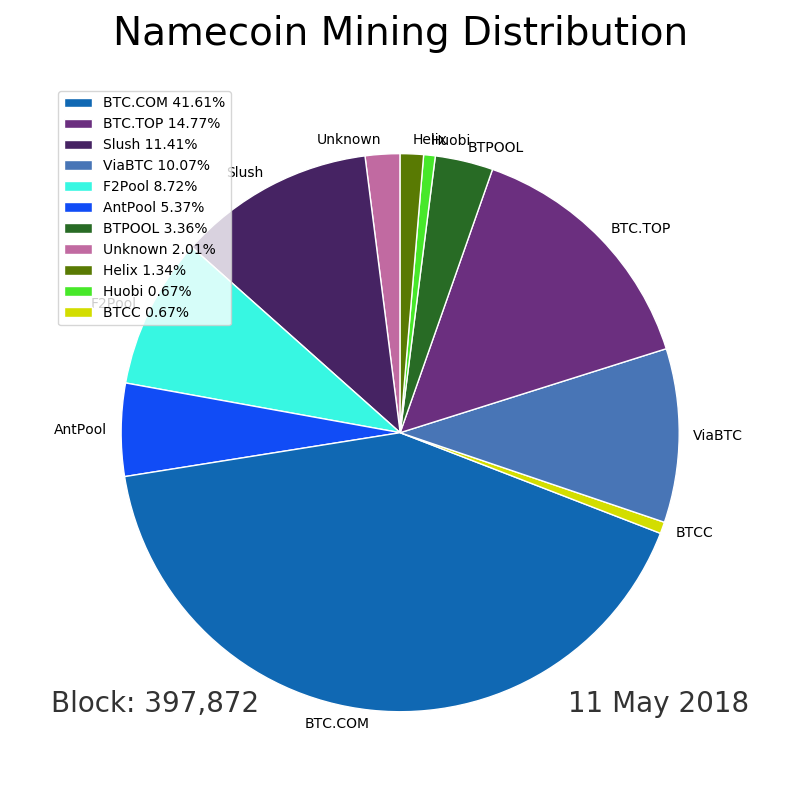 Namecoin Mining Distribution
BTC.COM 41.61%
BTC.TOP 14.77%
Slush 11.41%
ViaBTC 10.07%
F2Pool 8.72%
AntPool 5.37%
BTPOOL 3.36%
Unknown 2.01%
Helix 1.34%
Huobi 0.67%
BTCC 0.67%
Unknown
Helix
Huobi
BTPOOL
Slush
BTC.TOP
F2Pool
AntPool
ViaBTC
BTCC
BTC.COM
Block: 397,872
11 May 2018